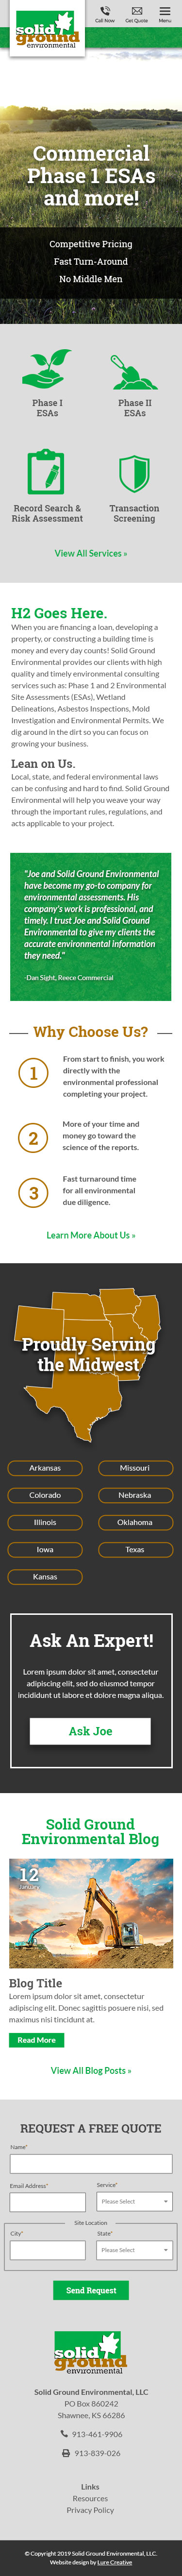 solid
ground
environmental
Call Now
Get Quote
Menu
Commercial
Phase 1 ESAs
and more!
Competitive Pricing
Fast Turn-Around
No Middle Men
Phase I
ESAs
Phase II
ESAs
Record Search &
Risk Assessment
Transaction
Screening
View All Services »
H2 Goes Here.
When you are financing a loan, developing a
property, or constructing a building time is
money and every day counts! Solid Ground
Environmental provides our clients with high
quality and timely environmental consulting
services such as: Phase 1 and 2 Environmental
Site Assessments (ESAs), Wetland
Delineations, Asbestos Inspections, Mold
Investigation and Environmental Permits. We
dig around in the dirt so you can focus on
growing your business.
Lean on Us.
Local, state, and federal environmental laws
can be confusing and hard to find. Solid Ground
Environmental will help you weave your way
through the important rules, regulations, and
acts applicable to your project.
"Joe and Solid Ground Environmental
have become my go-to company for
environmental assessments. His
company's work is professional, and
timely. I trust Joe and Solid Ground
Environmental to give my clients the
accurate environmental information
they need."
-Dan Sight, Reece Commercial
Why Choose Us?
1
From start to finish, you work
directly with the
environmental professional
completing your project.
2
More of your time and
money go toward the
science of the reports.
3
Fast turnaround time
for all environmental
due diligence.
Learn More About Us »
Proudly Serving
the Midwest
Arkansas
Missouri
Colorado
Nebraska
Illinois
Oklahoma
Iowa
Texas
Kansas
Ask An Expert!
Lorem ipsum dolor sit amet, consectetur
adipiscing elit, sed do eiusmod tempor
incididunt ut labore et dolore magna aliqua.
Ask Joe
Solid Ground
Environmental Blog
12
January
Blog Title
Lorem ipsum dolor sit amet, consectetur
adipiscing elit. Donec sagittis posuere nisi, sed
maximus nisl tincidunt at.
Read More
View All Blog Posts »
REQUEST A FREE QUOTE
Name*
Email Address*
Service*
Please Select
Site Location
City*
State*
Please Select
Send Request
solid
ground
environmental
Solid Ground Environmental, LLC
PO Box 860242
Shawnee, KS 66286
913-461-9906
913-839-026
Links
Resources
Privacy Policy
© Copyright 2019 Solid Ground Environmental, LLC.
Website design by Lure Creative